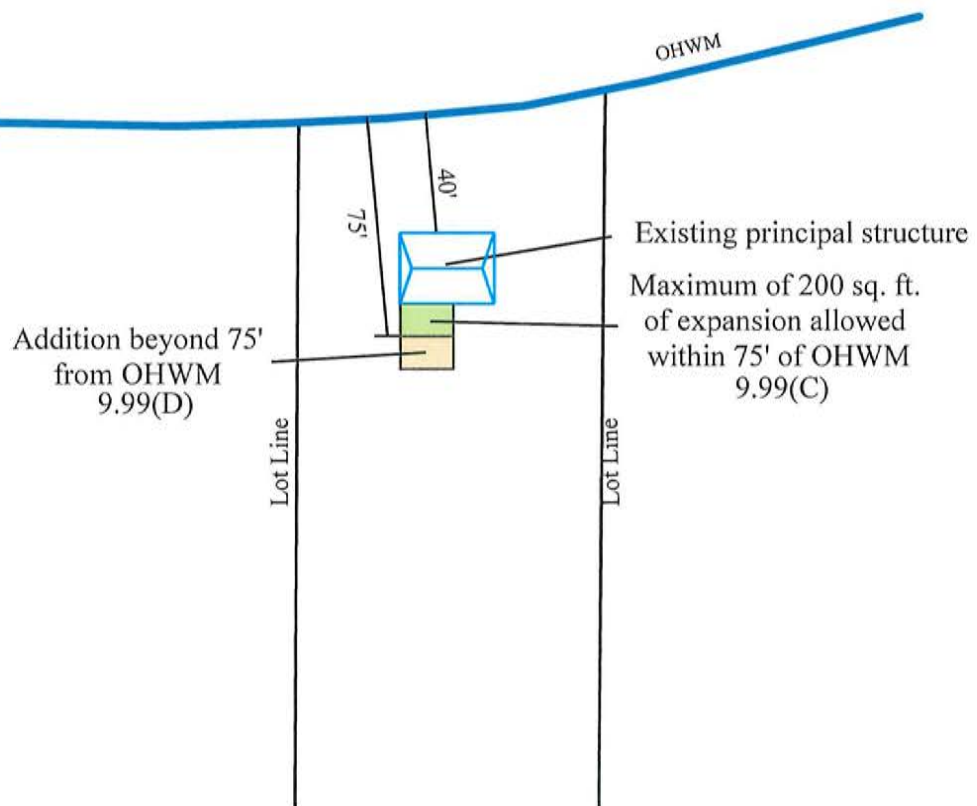 OHWM
40'
75'
Existing principal structure
Maximum of 200 sq. ft.
of expansion allowed
within 75' of OHWM
9.99(C)
Addition beyond 75'
from OHWM
9.99(D)
Lot Line
Lot Line